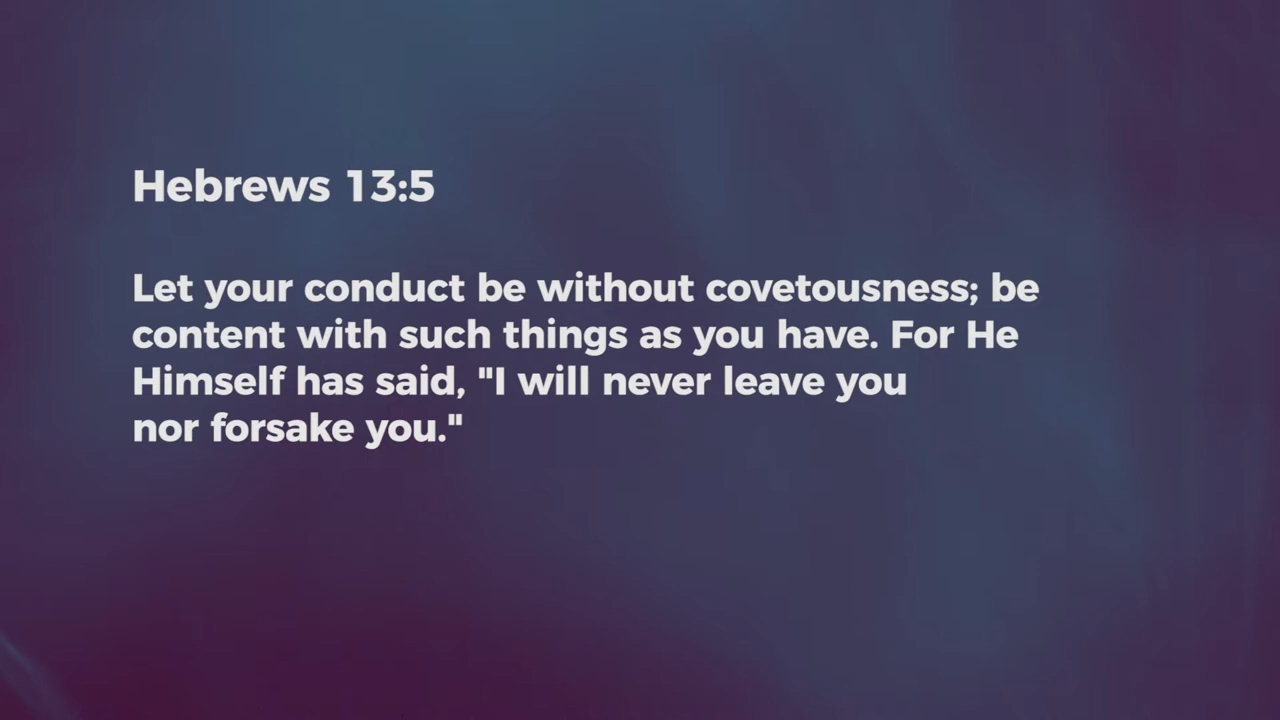 Hebrews 13:5
Let your conduct be without covetousness; be
content with such things as you have. For He
Himself has said, "I will never leave you
nor forsake you."